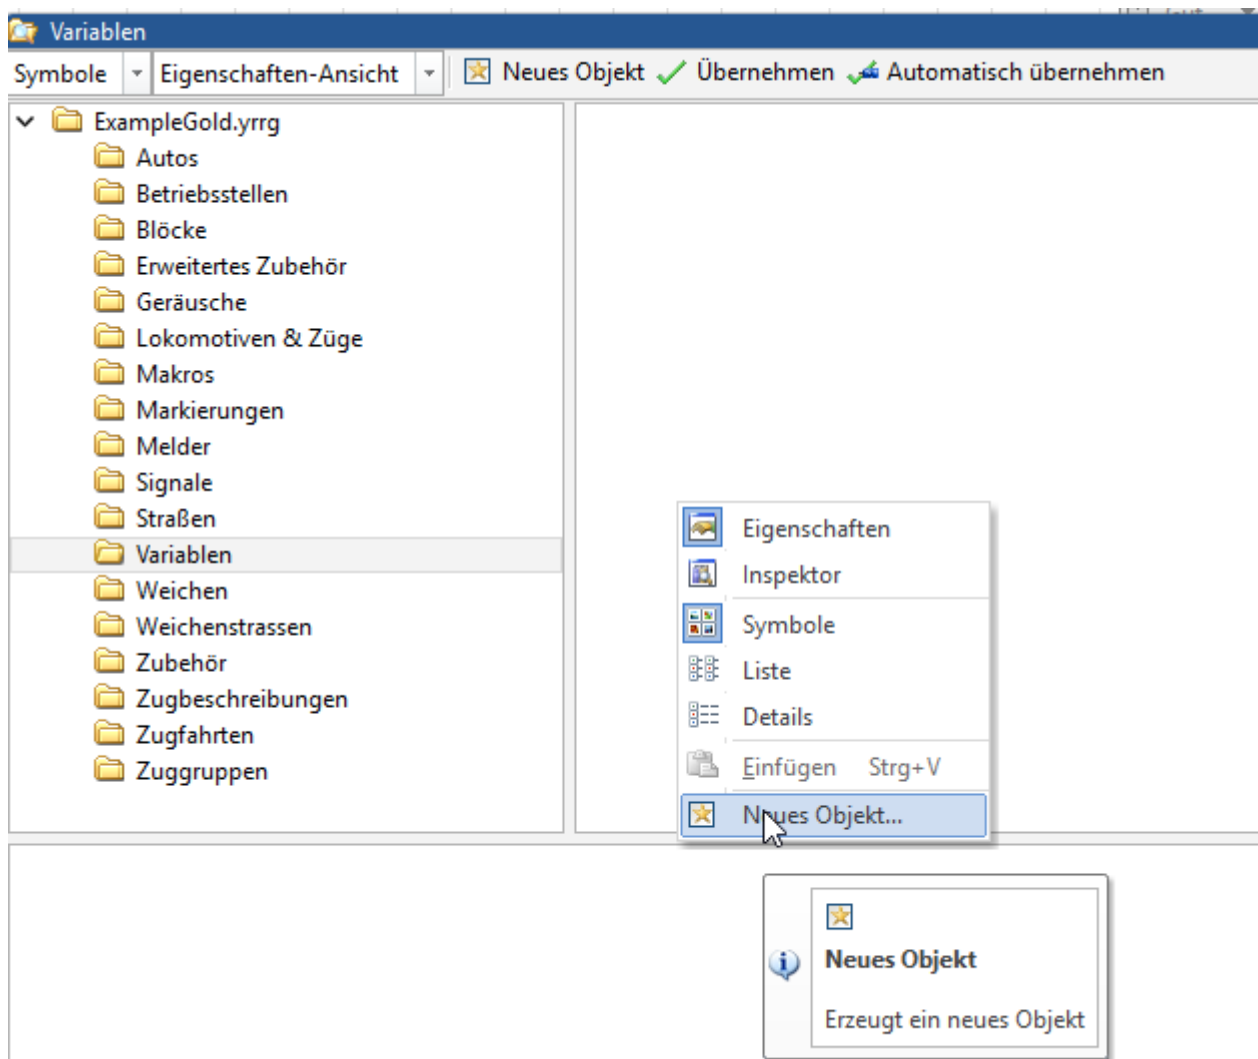 Variablen
Symbole Eigenschaften-Ansicht Neues Objekt Übernehmen Automatisch übernehmen
ExampleGold.yrrg
Autos
Betriebsstellen
Blöcke
Erweitertes Zubehör
Geräusche
Lokomotiven & Züge
Makros
Markierungen
Melder
Signale
Straßen
Variablen
Weichen
Weichenstrassen
Zubehör
Zugbeschreibungen
Zugfahrten
Zuggruppen
Eigenschaften
Inspektor
Symbole
Liste
Details
Einfügen Strg+V
Neues Objekt...
Neues Objekt
Erzeugt ein neues Objekt